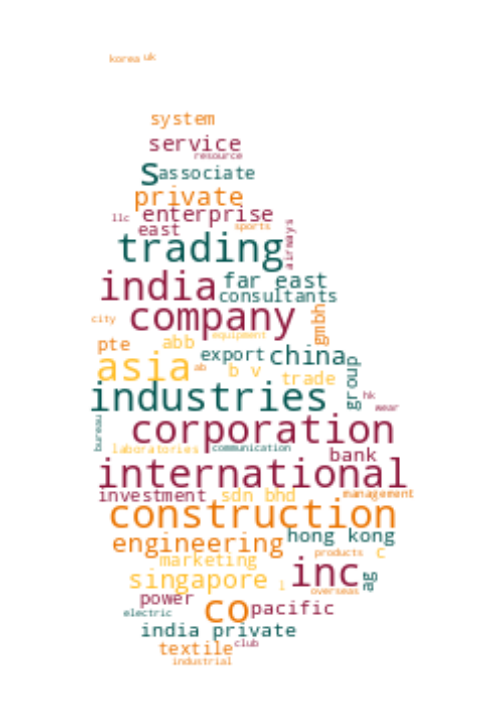 korea uk
system
service
resource
s associate
private
llc enterprise
east sports
airways
trading
india far east
consultants
city company gmbh
equipment
pte abb
export china
asia ab b v trade
group
industries hk
wear
corporation
bureau
laboratories communication
bank
international
investment sdn bhd management
construction
engineering hong kong
products c
marketing
singapore l inc ag
overseas
power co pacific
electric
india private
club
textile
industrial